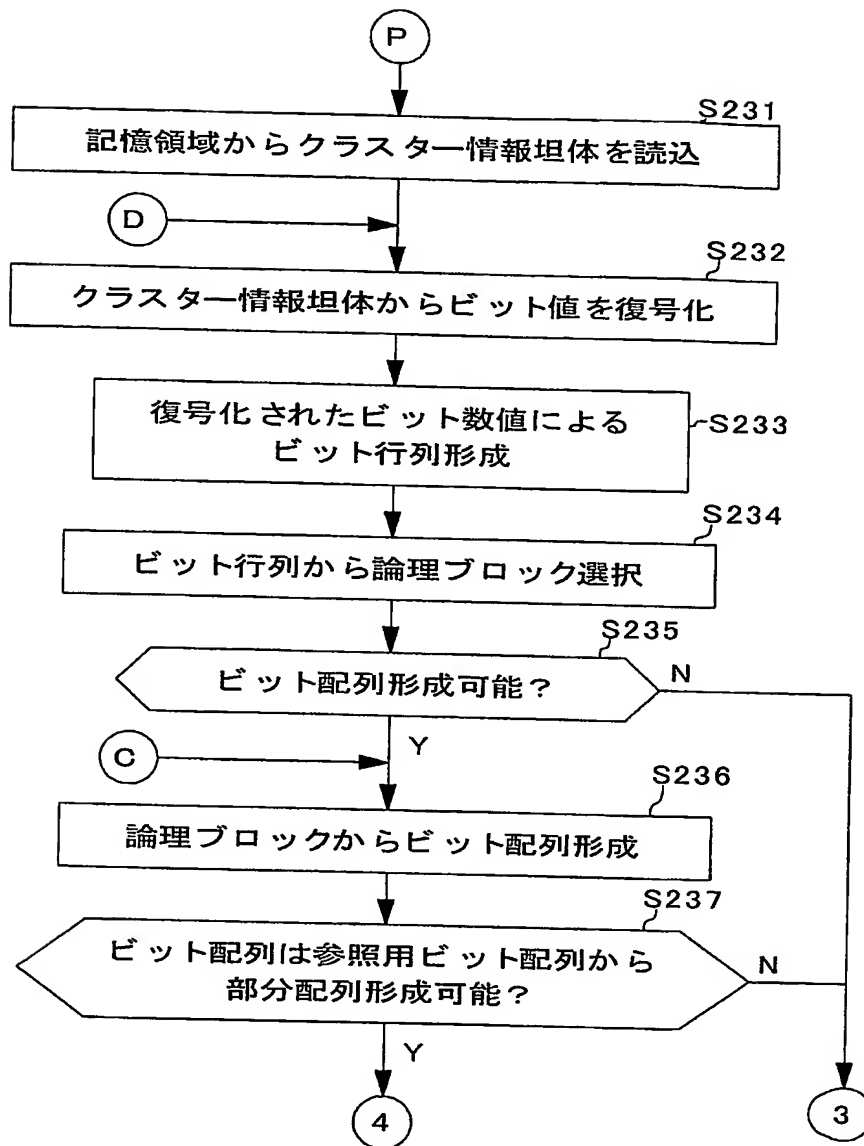 P
S231
記憶領域からクラスター情報坦体を読込
D
S232
クラスター情報坦体からビット値を復号化
復号化されたビット数値による
ビット行列形成
S233
S234
ビット行列から論理ブロック選択
S235
ビット配列形成可能?
N
Y
C
S236
論理ブロックからビット配列形成
S237
ビット配列は参照用ビット配列から
部分配列形成可能?
N
Y
4
3